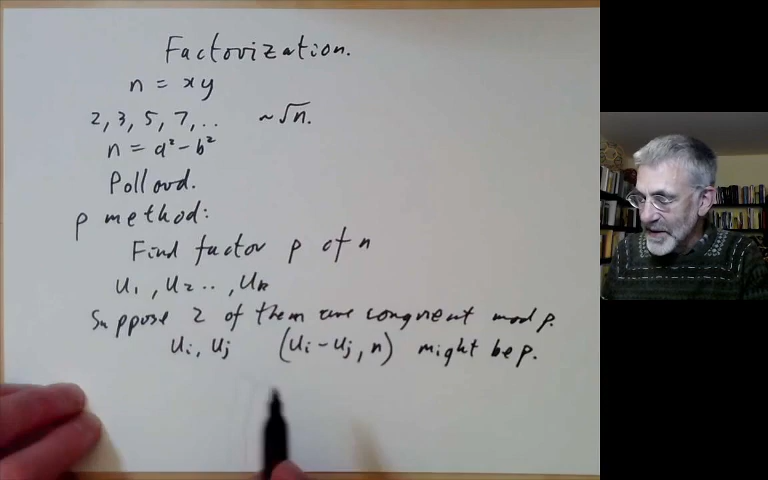 Factorization.
n = xy
2, 3, 5, 7, .. ~√n.
n = a² - b²
Pollard.
ρ method:
Find factor p of n
u₁, u₂ .., uₖ
Suppose 2 of them are congruent mod p.
uᵢ, uⱼ (uᵢ - uⱼ, n) might be p.